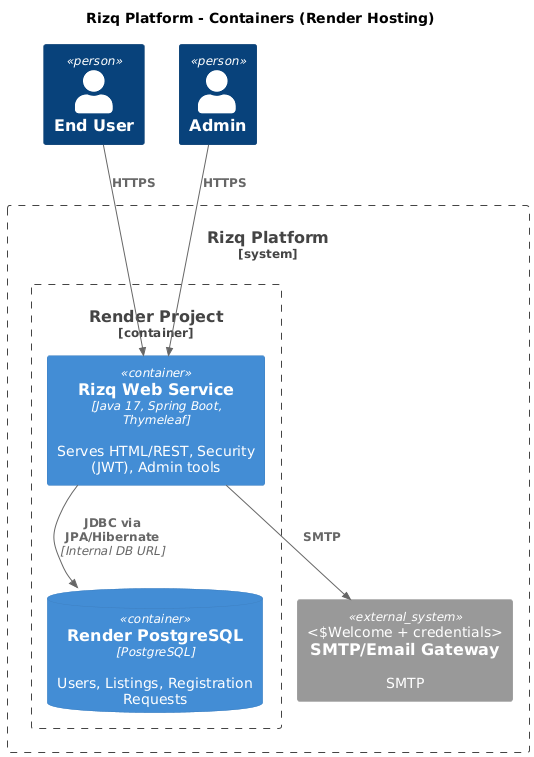 Rizq Platform - Containers (Render Hosting)
«person»
End User
«person»
Admin
HTTPS
HTTPS
Rizq Platform
[system]
Render Project
[container]
«container»
Rizq Web Service
[Java 17, Spring Boot,
Thymeleaf]
Serves HTML/REST, Security
(JWT), Admin tools
JDBC via
JPA/Hibernate
[Internal DB URL]
SMTP
«container»
Render PostgreSQL
[PostgreSQL]
Users, Listings, Registration
Requests
«external_system»
<$Welcome + credentials>
SMTP/Email Gateway
SMTP